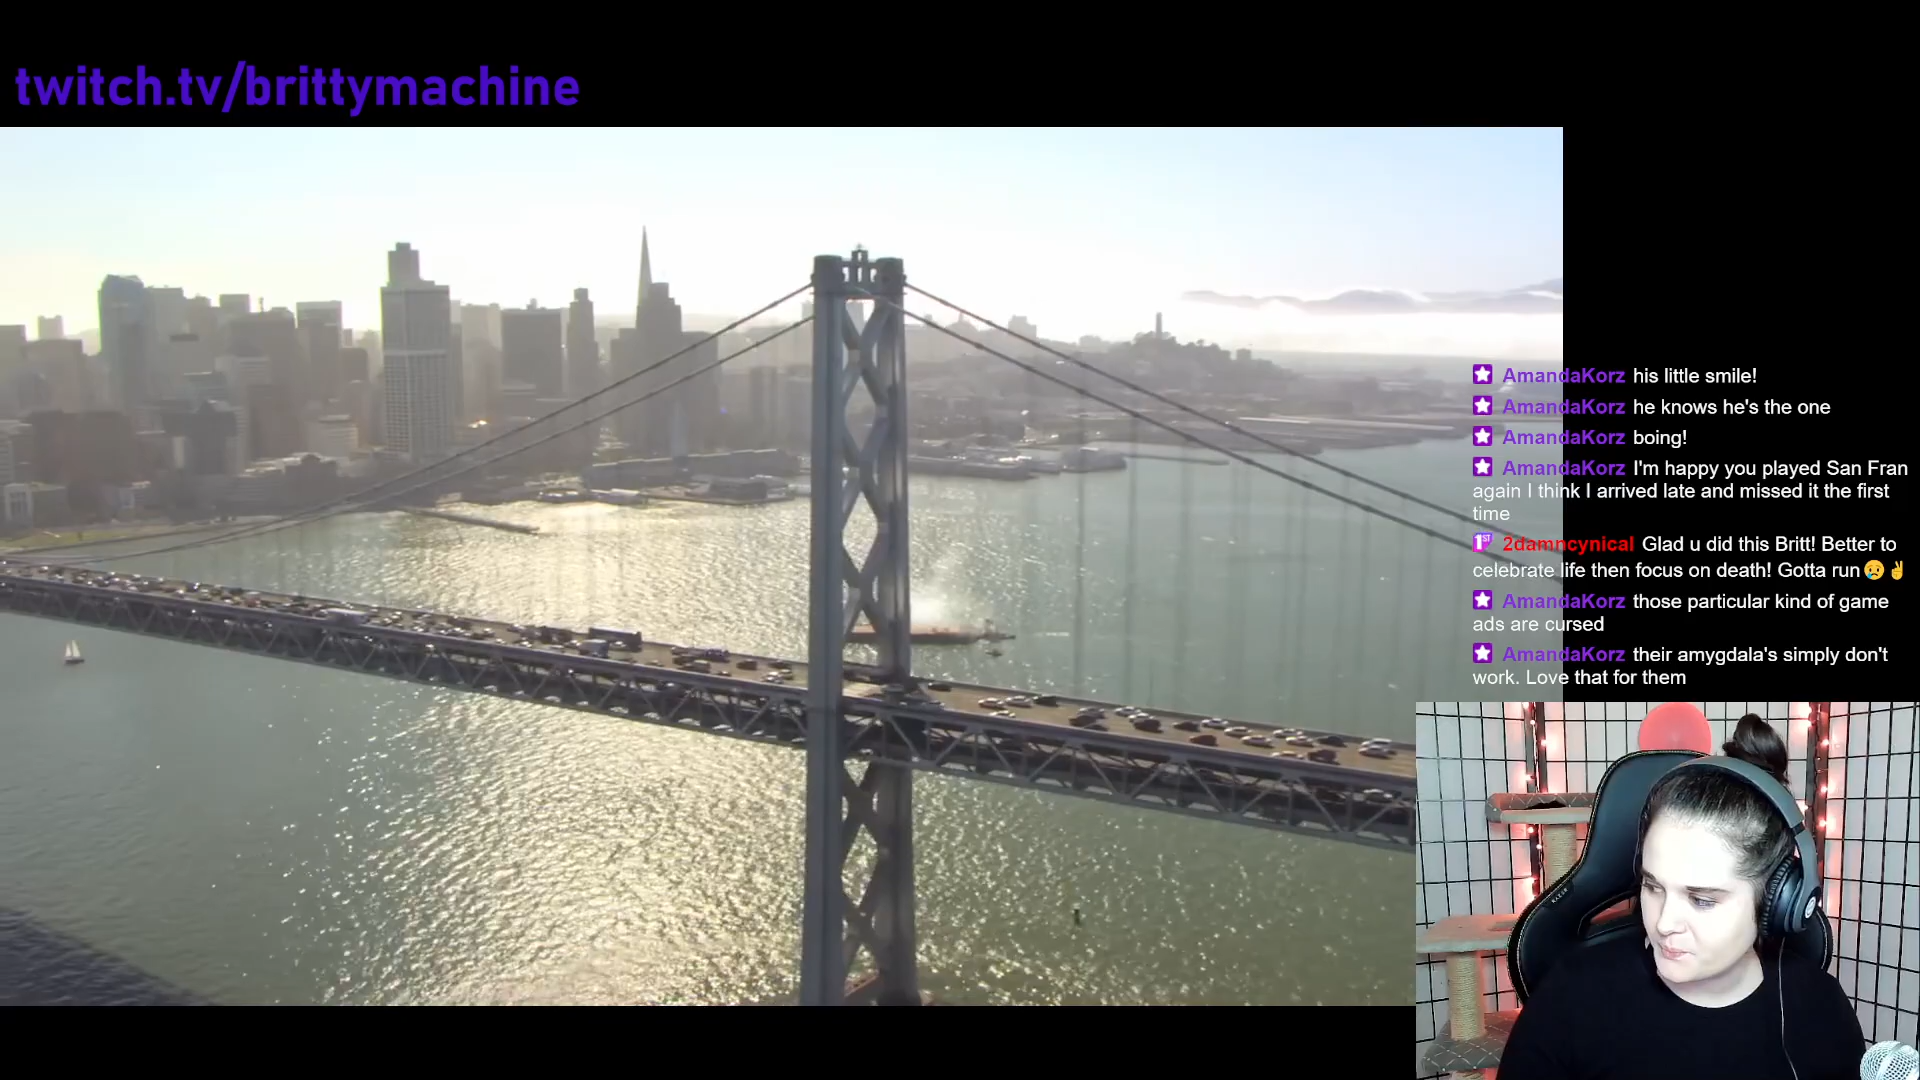 twitch.tv/brittymachine
AmandaKorz his little smile!
AmandaKorz he knows he's the one
AmandaKorz boing!
AmandaKorz I'm happy you played San Fran
again I think I arrived late and missed it the first
time
1ST 2damncynical Glad u did this Britt! Better to
celebrate life then focus on death! Gotta run😥✌
AmandaKorz those particular kind of game
ads are cursed
AmandaKorz their amygdala's simply don't
work. Love that for them